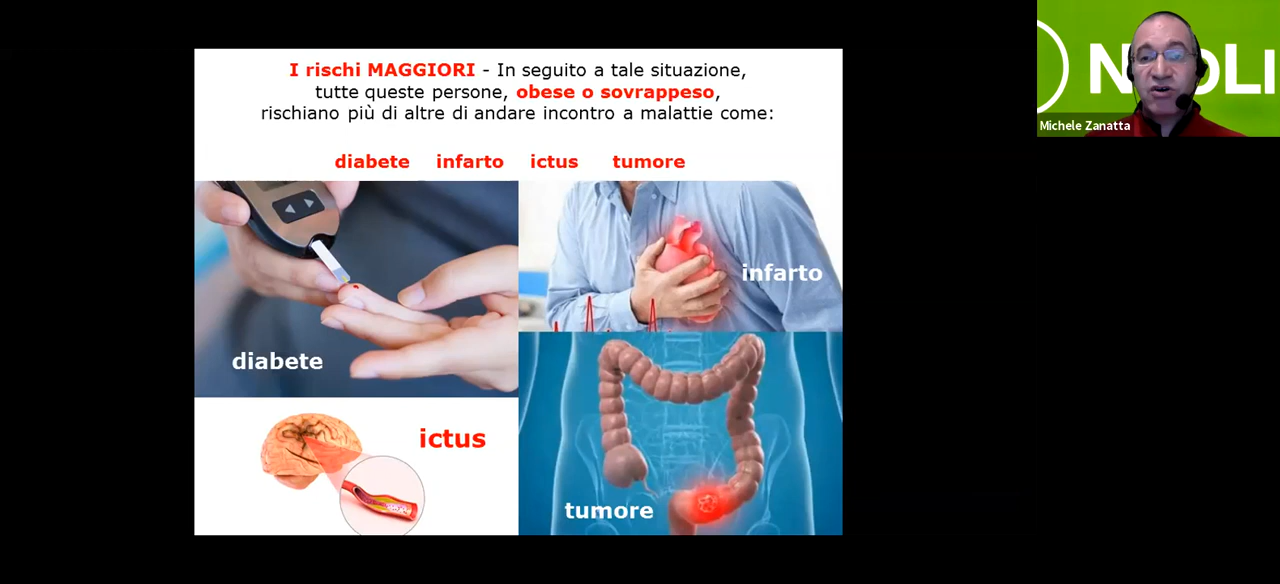 I rischi MAGGIORI - In seguito a tale situazione,
tutte queste persone, obese o sovrappeso,
rischiano più di altre di andare incontro a malattie come:
diabete infarto ictus tumore
infarto
diabete
ictus
tumore
Michele Zanatta